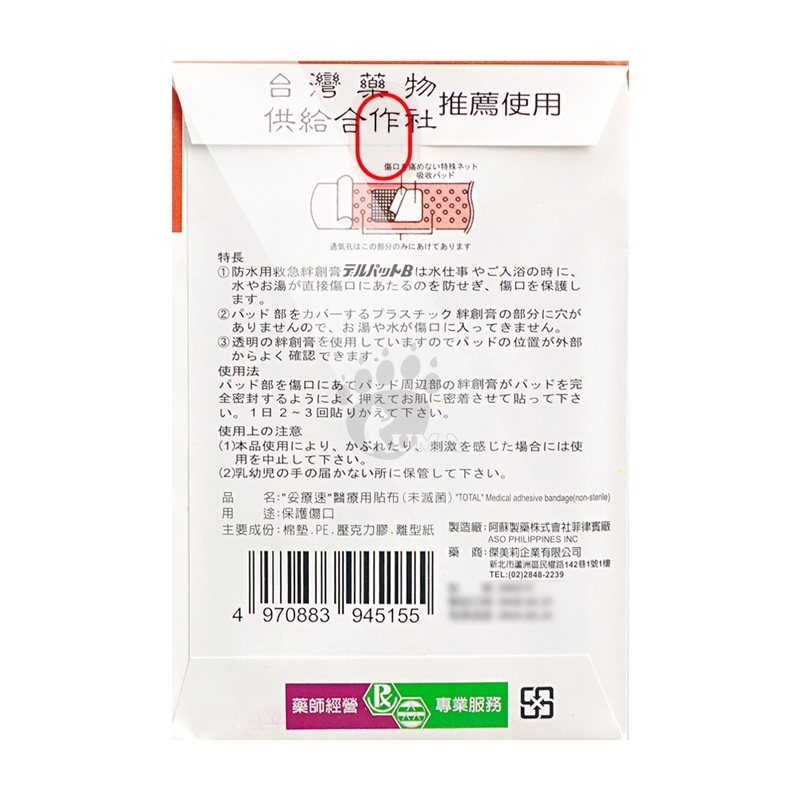 台灣藥物
供給合作社 推薦使用
傷口を痛めない特殊ネット
吸収パッド
通気孔はこの部分のみにあけてあります
特長
①防水用救急絆創膏デルパットBは水仕事やご入浴の時に、
水やお湯が直接傷口にあたるのを防せぎ、傷口を保護し
ます。
②パッド部をカバーするプラスチック絆創膏の部分に穴が
ありませんので、お湯や水が傷口に入ってきません。
③透明の絆創膏を使用していますのでパッドの位置が外部
からよく確認できます。
使用法
パッド部を傷口にあてパッド周辺部の絆創膏がパッドを完
全密封するようによく押えてお肌に密着させて貼って下さ
い。1日2~3回貼りかえて下さい。
使用上の注意
(1)本品使用により、かぶれたり、刺激を感じた場合には使
用を中止して下さい。
(2)乳幼児の手の届かない所に保管して下さい。
品 名:"妥療速"醫療用貼布(未滅菌) "TOTAL" Medical adhesive bandage(non-sterile)
用 途:保護傷口
主要成份:棉墊.PE.壓克力膠.離型紙
製造廠:阿蘇製藥株式會社菲律賓廠
ASO PHILIPPINES INC
藥 商:傑美莉企業有限公司
新北市蘆洲區民權路142巷1號1樓
TEL:(02)2848-2239
4 970883 945155
藥師經營 專業服務